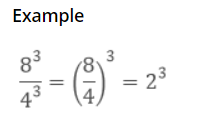 Example
8³/4³ = (8/4)³ = 2³